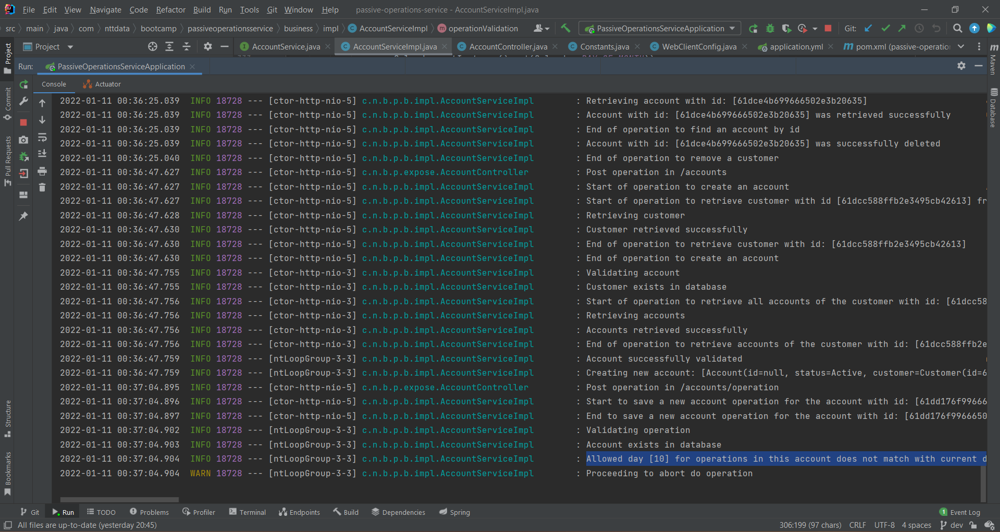 File Edit View Navigate Code Refactor Build Run Tools Git Window Help passive-operations-service - AccountServiceImpl.java
src main java com nttdata bootcamp passiveoperationsservice business impl AccountServiceImpl operationValidation PassiveOperationsServiceApplication Git:
Project AccountService.java AccountServiceImpl.java AccountController.java Constants.java WebClientConfig.java application.yml pom.xml (passive-operatio
Run: PassiveOperationsServiceApplication
Console Actuator
2022-01-11 00:36:25.039 INFO 18728 --- [ctor-http-nio-5] c.n.b.p.b.impl.AccountServiceImpl : Retrieving account with id: [61dce4b699666502e3b20635]
2022-01-11 00:36:25.039 INFO 18728 --- [ctor-http-nio-5] c.n.b.p.b.impl.AccountServiceImpl : Account with id: [61dce4b699666502e3b20635] was retrieved successfully
2022-01-11 00:36:25.039 INFO 18728 --- [ctor-http-nio-5] c.n.b.p.b.impl.AccountServiceImpl : End of operation to find an account by id
2022-01-11 00:36:25.039 INFO 18728 --- [ctor-http-nio-5] c.n.b.p.b.impl.AccountServiceImpl : Account with id: [61dce4b699666502e3b20635] was successfully deleted
2022-01-11 00:36:25.040 INFO 18728 --- [ctor-http-nio-5] c.n.b.p.b.impl.AccountServiceImpl : End of operation to remove a customer
2022-01-11 00:36:47.627 INFO 18728 --- [ctor-http-nio-5] c.n.b.p.expose.AccountController : Post operation in /accounts
2022-01-11 00:36:47.627 INFO 18728 --- [ctor-http-nio-5] c.n.b.p.b.impl.AccountServiceImpl : Start of operation to create an account
2022-01-11 00:36:47.627 INFO 18728 --- [ctor-http-nio-5] c.n.b.p.b.impl.AccountServiceImpl : Start of operation to retrieve customer with id [61dcc588ffb2e3495cb42613] fr
2022-01-11 00:36:47.628 INFO 18728 --- [ctor-http-nio-5] c.n.b.p.b.impl.AccountServiceImpl : Retrieving customer
2022-01-11 00:36:47.630 INFO 18728 --- [ctor-http-nio-5] c.n.b.p.b.impl.AccountServiceImpl : Customer retrieved successfully
2022-01-11 00:36:47.630 INFO 18728 --- [ctor-http-nio-5] c.n.b.p.b.impl.AccountServiceImpl : End of operation to retrieve customer with id: [61dcc588ffb2e3495cb42613]
2022-01-11 00:36:47.630 INFO 18728 --- [ctor-http-nio-5] c.n.b.p.b.impl.AccountServiceImpl : End of operation to create an account
2022-01-11 00:36:47.755 INFO 18728 --- [ctor-http-nio-3] c.n.b.p.b.impl.AccountServiceImpl : Validating account
2022-01-11 00:36:47.755 INFO 18728 --- [ctor-http-nio-3] c.n.b.p.b.impl.AccountServiceImpl : Customer exists in database
2022-01-11 00:36:47.756 INFO 18728 --- [ctor-http-nio-3] c.n.b.p.b.impl.AccountServiceImpl : Start of operation to retrieve all accounts of the customer with id: [61dcc58
2022-01-11 00:36:47.756 INFO 18728 --- [ctor-http-nio-3] c.n.b.p.b.impl.AccountServiceImpl : Retrieving accounts
2022-01-11 00:36:47.756 INFO 18728 --- [ctor-http-nio-3] c.n.b.p.b.impl.AccountServiceImpl : Accounts retrieved successfully
2022-01-11 00:36:47.756 INFO 18728 --- [ctor-http-nio-3] c.n.b.p.b.impl.AccountServiceImpl : End of operation to retrieve accounts of the customer with id: [61dcc588ffb2e
2022-01-11 00:36:47.759 INFO 18728 --- [ntLoopGroup-3-3] c.n.b.p.b.impl.AccountServiceImpl : Account successfully validated
2022-01-11 00:36:47.759 INFO 18728 --- [ntLoopGroup-3-3] c.n.b.p.b.impl.AccountServiceImpl : Creating new account: [Account(id=null, status=Active, customer=Customer(id=6
2022-01-11 00:37:04.895 INFO 18728 --- [ctor-http-nio-5] c.n.b.p.expose.AccountController : Post operation in /accounts/operation
2022-01-11 00:37:04.896 INFO 18728 --- [ctor-http-nio-5] c.n.b.p.b.impl.AccountServiceImpl : Start to save a new account operation for the account with id: [61dd176f99666
2022-01-11 00:37:04.897 INFO 18728 --- [ctor-http-nio-5] c.n.b.p.b.impl.AccountServiceImpl : End to save a new account operation for the account with id: [61dd176f9966650
2022-01-11 00:37:04.902 INFO 18728 --- [ntLoopGroup-3-3] c.n.b.p.b.impl.AccountServiceImpl : Validating operation
2022-01-11 00:37:04.903 INFO 18728 --- [ntLoopGroup-3-3] c.n.b.p.b.impl.AccountServiceImpl : Account exists in database
2022-01-11 00:37:04.904 INFO 18728 --- [ntLoopGroup-3-3] c.n.b.p.b.impl.AccountServiceImpl : Allowed day [10] for operations in this account does not match with current d
2022-01-11 00:37:04.904 WARN 18728 --- [ntLoopGroup-3-3] c.n.b.p.b.impl.AccountServiceImpl : Proceeding to abort do operation
Project
Commit
Pull Requests
Structure
Bookmarks
Maven
Database
Git Run TODO Problems Profiler Terminal Endpoints Build Dependencies Spring 1 Event Log
All files are up-to-date (yesterday 20:45) 306:199 (97 chars) CRLF UTF-8 4 spaces dev